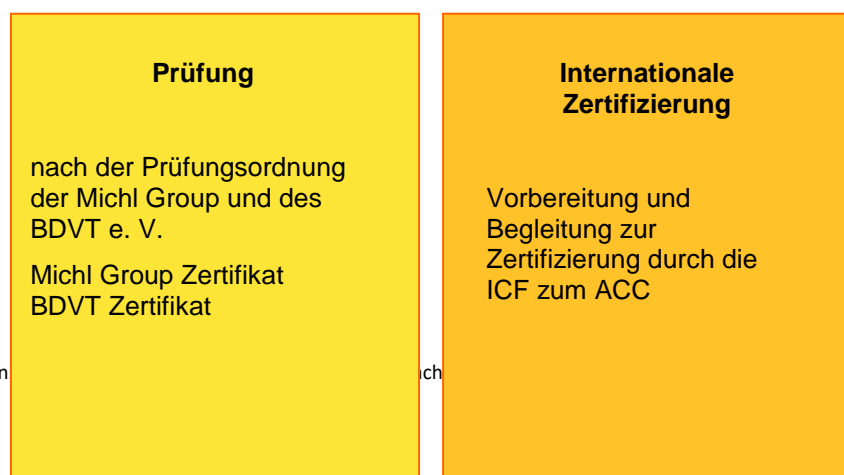 Prüfung
nach der Prüfungsordnung
der Michl Group und des
BDVT e. V.
Michl Group Zertifikat
BDVT Zertifikat
Internationale
Zertifizierung
Vorbereitung und
Begleitung zur
Zertifizierung durch die
ICF zum ACC